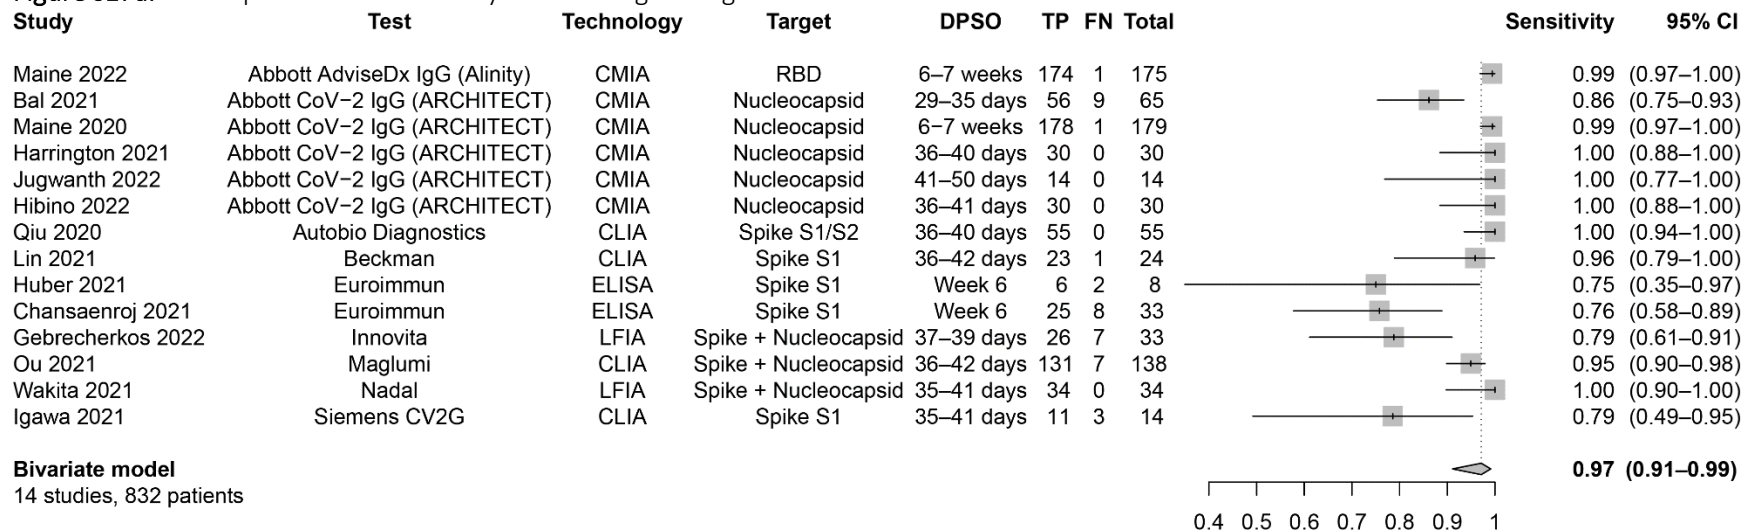 Study Test Technology Target DPSO TP FN Total Sensitivity 95% CI
Maine 2022 Abbott AdviseDx IgG (Alinity) CMIA RBD 6–7 weeks 174 1 175 0.99 (0.97–1.00)
Bal 2021 Abbott CoV−2 IgG (ARCHITECT) CMIA Nucleocapsid 29–35 days 56 9 65 0.86 (0.75–0.93)
Maine 2020 Abbott CoV−2 IgG (ARCHITECT) CMIA Nucleocapsid 6−7 weeks 178 1 179 0.99 (0.97–1.00)
Harrington 2021 Abbott CoV−2 IgG (ARCHITECT) CMIA Nucleocapsid 36–40 days 30 0 30 1.00 (0.88–1.00)
Jugwanth 2022 Abbott CoV−2 IgG (ARCHITECT) CMIA Nucleocapsid 41–50 days 14 0 14 1.00 (0.77–1.00)
Hibino 2022 Abbott CoV−2 IgG (ARCHITECT) CMIA Nucleocapsid 36–41 days 30 0 30 1.00 (0.88–1.00)
Qiu 2020 Autobio Diagnostics CLIA Spike S1/S2 36–40 days 55 0 55 1.00 (0.94–1.00)
Lin 2021 Beckman CLIA Spike S1 36–42 days 23 1 24 0.96 (0.79–1.00)
Huber 2021 Euroimmun ELISA Spike S1 Week 6 6 2 8 0.75 (0.35–0.97)
Chansaenroj 2021 Euroimmun ELISA Spike S1 Week 6 25 8 33 0.76 (0.58–0.89)
Gebrecherkos 2022 Innovita LFIA Spike + Nucleocapsid 37–39 days 26 7 33 0.79 (0.61–0.91)
Ou 2021 Maglumi CLIA Spike + Nucleocapsid 36–42 days 131 7 138 0.95 (0.90–0.98)
Wakita 2021 Nadal LFIA Spike + Nucleocapsid 35–41 days 34 0 34 1.00 (0.90–1.00)
Igawa 2021 Siemens CV2G CLIA Spike S1 35–41 days 11 3 14 0.79 (0.49–0.95)
Bivariate model 0.97 (0.91–0.99)
14 studies, 832 patients
0.4 0.5 0.6 0.7 0.8 0.9 1